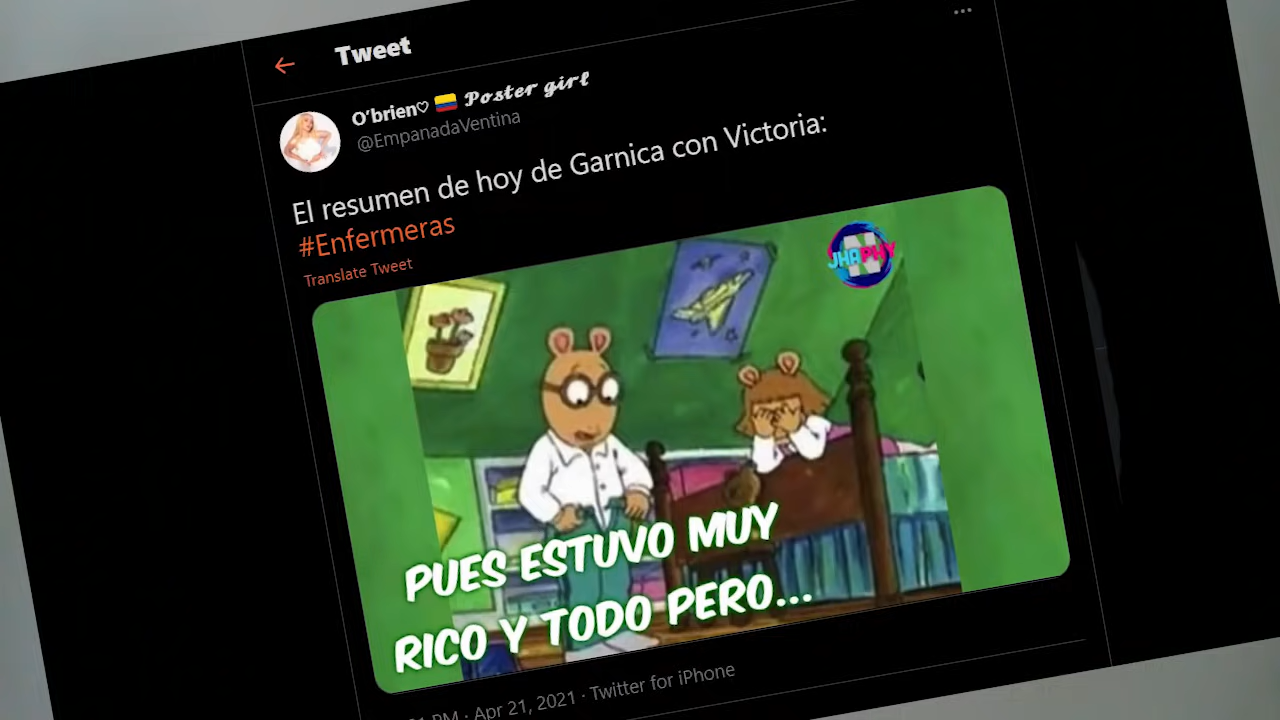 Tweet
O'brien♡ 🇨🇴 Poster girl
@EmpanadaVentina
El resumen de hoy de Garnica con Victoria:
#Enfermeras
Translate Tweet
JHAPHY
PUES ESTUVO MUY
RICO Y TODO PERO...
PM · Apr 21, 2021 · Twitter for iPhone